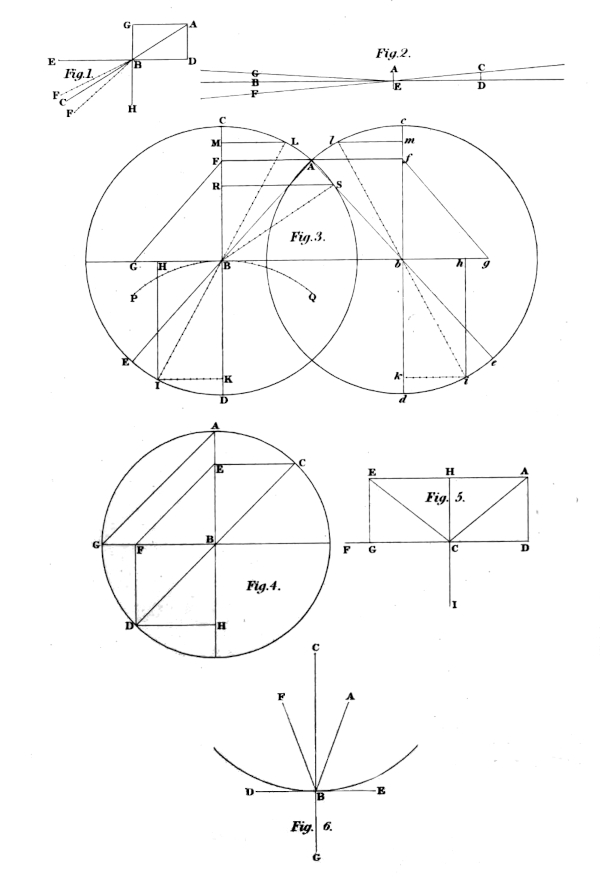 G A
E B D
Fig.1.
F
C
F
H
Fig.2.
G A C
B E D
F
C c
M L l m
F A f
R S
Fig.3.
G H B b h g
P Q
E e
I K k i
D d
A
E C
G F B
Fig.4.
D H
E H A
Fig. 5.
F G C D
I
C
F A
D B E
Fig. 6.
G